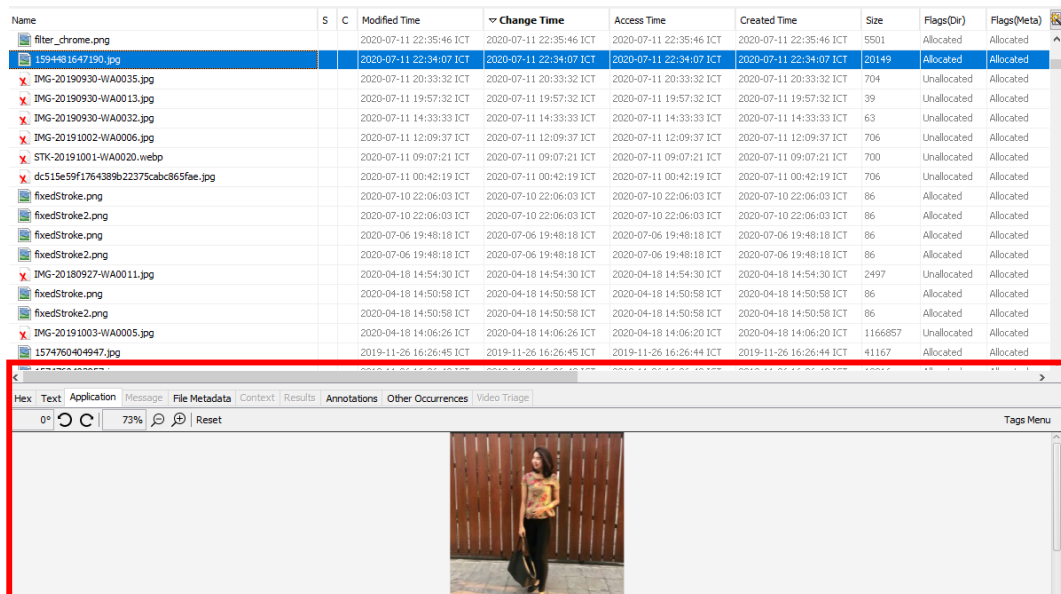 Name S C Modified Time Change Time Access Time Created Time Size Flags(Dir) Flags(Meta)
filter_chrome.png 2020-07-11 22:35:46 ICT 2020-07-11 22:35:46 ICT 2020-07-11 22:35:46 ICT 2020-07-11 22:35:46 ICT 5501 Allocated Allocated
1594481647190.jpg 2020-07-11 22:34:07 ICT 2020-07-11 22:34:07 ICT 2020-07-11 22:34:07 ICT 2020-07-11 22:34:07 ICT 20149 Allocated Allocated
IMG-20190930-WA0035.jpg 2020-07-11 20:33:32 ICT 2020-07-11 20:33:32 ICT 2020-07-11 20:33:32 ICT 2020-07-11 20:33:32 ICT 704 Unallocated Allocated
IMG-20190930-WA0013.jpg 2020-07-11 19:57:32 ICT 2020-07-11 19:57:32 ICT 2020-07-11 19:57:32 ICT 2020-07-11 19:57:32 ICT 39 Unallocated Allocated
IMG-20190930-WA0032.jpg 2020-07-11 14:33:33 ICT 2020-07-11 14:33:33 ICT 2020-07-11 14:33:33 ICT 2020-07-11 14:33:33 ICT 63 Unallocated Allocated
IMG-20191002-WA0006.jpg 2020-07-11 12:09:37 ICT 2020-07-11 12:09:37 ICT 2020-07-11 12:09:37 ICT 2020-07-11 12:09:37 ICT 706 Unallocated Allocated
STK-20191001-WA0020.webp 2020-07-11 09:07:21 ICT 2020-07-11 09:07:21 ICT 2020-07-11 09:07:21 ICT 2020-07-11 09:07:21 ICT 700 Unallocated Allocated
dc515e59f1764389b22375cabc865fae.jpg 2020-07-11 00:42:19 ICT 2020-07-11 00:42:19 ICT 2020-07-11 00:42:19 ICT 2020-07-11 00:42:19 ICT 706 Unallocated Allocated
fixedStroke.png 2020-07-10 22:06:03 ICT 2020-07-10 22:06:03 ICT 2020-07-10 22:06:03 ICT 2020-07-10 22:06:03 ICT 86 Allocated Allocated
fixedStroke2.png 2020-07-10 22:06:03 ICT 2020-07-10 22:06:03 ICT 2020-07-10 22:06:03 ICT 2020-07-10 22:06:03 ICT 86 Allocated Allocated
fixedStroke.png 2020-07-06 19:48:18 ICT 2020-07-06 19:48:18 ICT 2020-07-06 19:48:18 ICT 2020-07-06 19:48:18 ICT 86 Allocated Allocated
fixedStroke2.png 2020-07-06 19:48:18 ICT 2020-07-06 19:48:18 ICT 2020-07-06 19:48:18 ICT 2020-07-06 19:48:18 ICT 86 Allocated Allocated
IMG-20180927-WA0011.jpg 2020-04-18 14:54:30 ICT 2020-04-18 14:54:30 ICT 2020-04-18 14:54:30 ICT 2020-04-18 14:54:30 ICT 2497 Unallocated Allocated
fixedStroke.png 2020-04-18 14:50:58 ICT 2020-04-18 14:50:58 ICT 2020-04-18 14:50:58 ICT 2020-04-18 14:50:58 ICT 86 Allocated Allocated
fixedStroke2.png 2020-04-18 14:50:58 ICT 2020-04-18 14:50:58 ICT 2020-04-18 14:50:58 ICT 2020-04-18 14:50:58 ICT 86 Allocated Allocated
IMG-20191003-WA0005.jpg 2020-04-18 14:06:26 ICT 2020-04-18 14:06:26 ICT 2020-04-18 14:06:20 ICT 2020-04-18 14:06:20 ICT 1166857 Unallocated Allocated
1574760404947.jpg 2019-11-26 16:26:45 ICT 2019-11-26 16:26:45 ICT 2019-11-26 16:26:44 ICT 2019-11-26 16:26:44 ICT 41167 Allocated Allocated
Hex Text Application Message File Metadata Context Results Annotations Other Occurrences Video Triage
0° 73% Reset Tags Menu